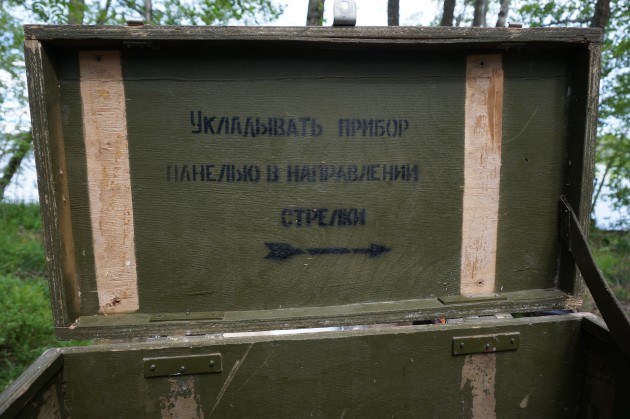 Укладывать прибор
панелью в направлении
стрелки